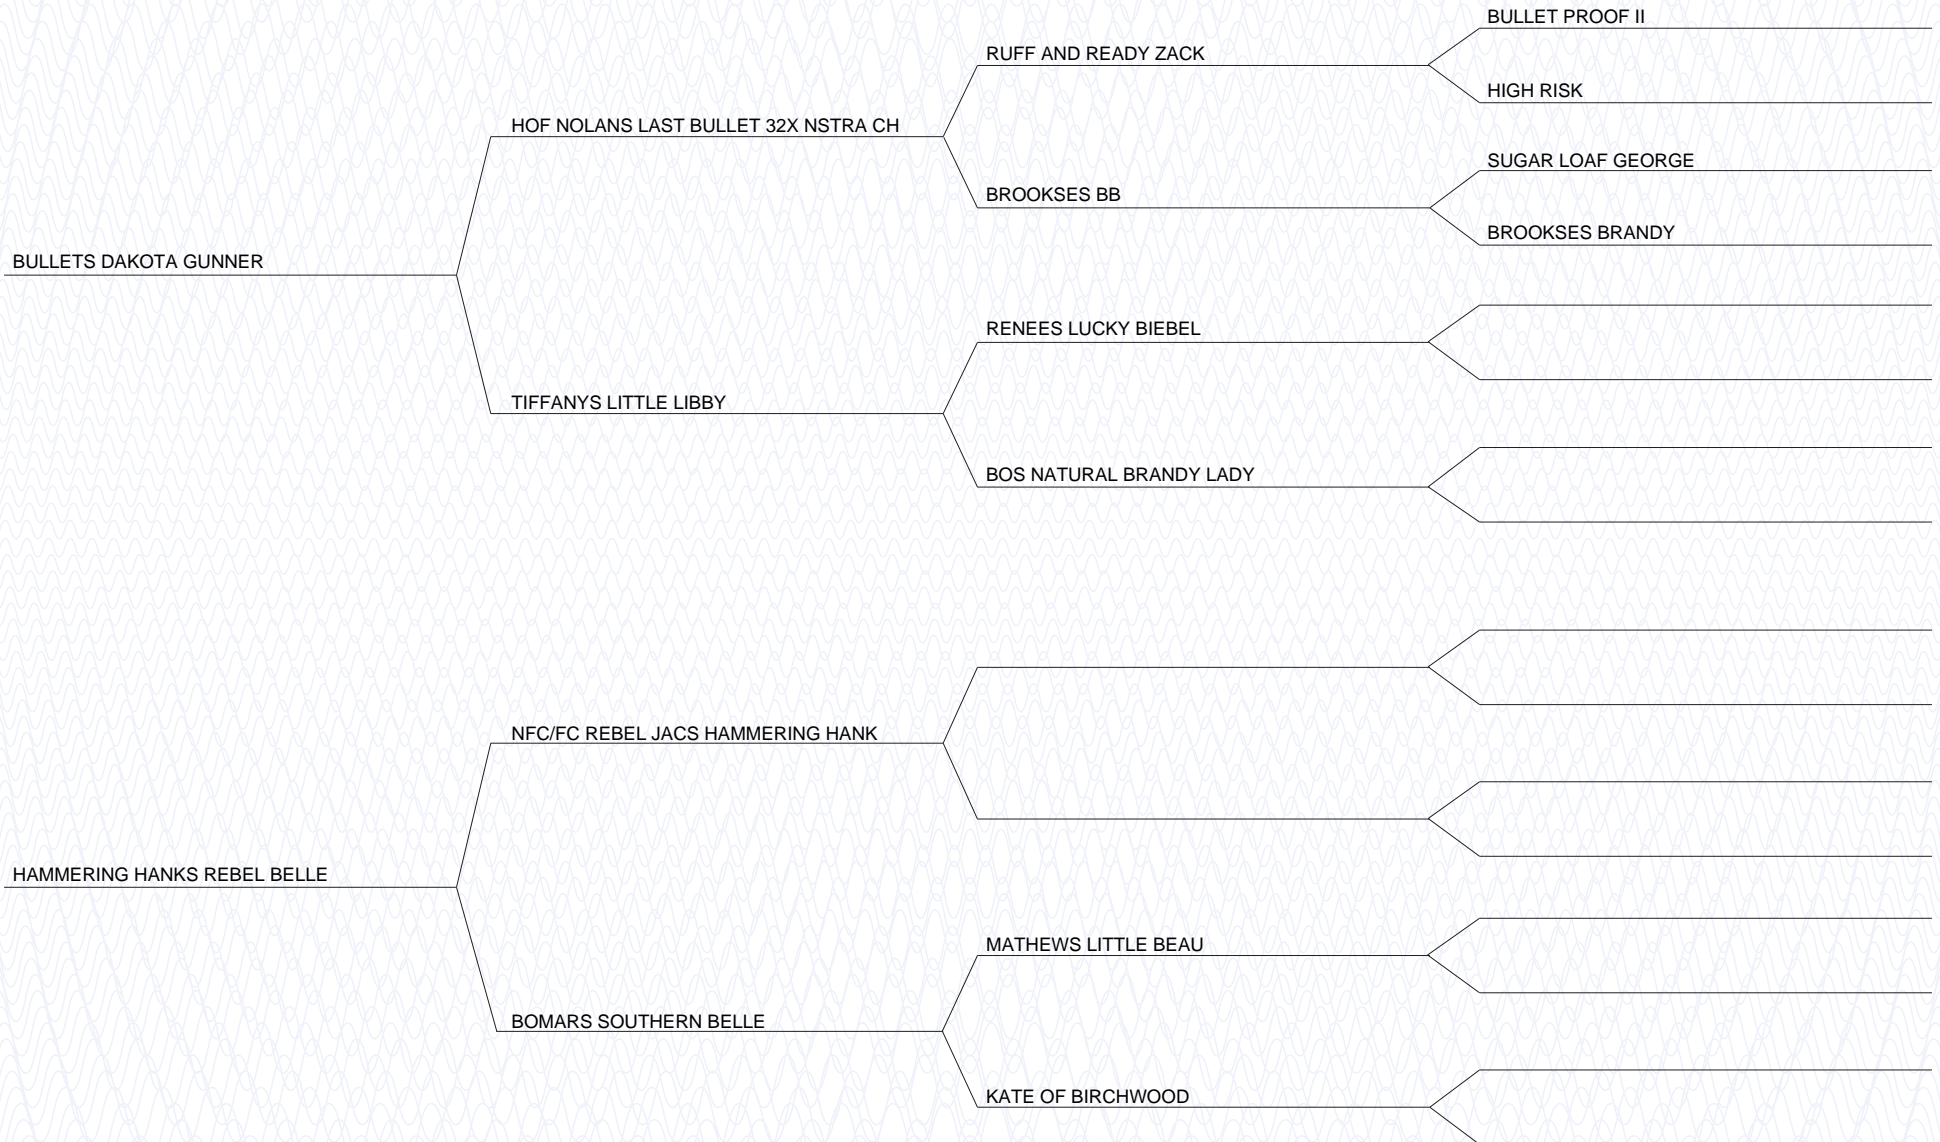 BULLET PROOF II
RUFF AND READY ZACK
HIGH RISK
HOF NOLANS LAST BULLET 32X NSTRA CH
SUGAR LOAF GEORGE
BROOKSES BB
BROOKSES BRANDY
BULLETS DAKOTA GUNNER
RENEES LUCKY BIEBEL
TIFFANYS LITTLE LIBBY
BOS NATURAL BRANDY LADY
NFC/FC REBEL JACS HAMMERING HANK
HAMMERING HANKS REBEL BELLE
MATHEWS LITTLE BEAU
BOMARS SOUTHERN BELLE
KATE OF BIRCHWOOD